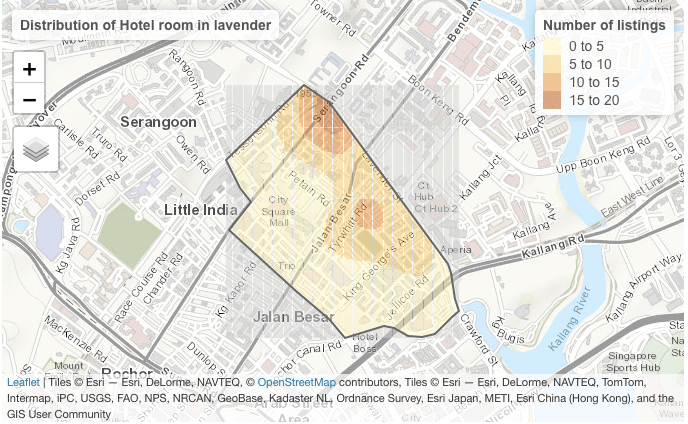 Distribution of Hotel room in lavender
Number of listings
0 to 5
5 to 10
10 to 15
15 to 20
+
−
Towner Rd
Bendeme
Rangoon Rd
Serangoon Rd
Boon Keng Rd
Kallang
Pl
Serangoon
Owen Rd
Carlisle Rd
Truro Rd
Dorset Rd
Upp Boon Keng Rd
Kallang Jct
Lor 3 Gey
East West Line
Petain Rd
Ct
Hub
Ct Hub 2
Little India
City
Square
Mall
Jalan Besar
Tyrwhitt Rd
Kallang
Ave
King George's Ave
Aperia
Kallang Rd
Kg Java Rd
Race Course Rd
Chander Rd
Kg Kapor Rd
Trio
Jellicoe Rd
Kallang Airport Way
Kallang River
Jalan Besar
Crawford St
Kg
Bugis
MacKenzie Rd
Dunlop S
Hotel
Boss
hor Canal Rd
Mount
Rochor
Singapore
Sports Hub
Leaflet | Tiles © Esri — Esri, DeLorme, NAVTEQ, © OpenStreetMap contributors, Tiles © Esri — Esri, DeLorme, NAVTEQ, TomTom,
Intermap, iPC, USGS, FAO, NPS, NRCAN, GeoBase, Kadaster NL, Ordnance Survey, Esri Japan, METI, Esri China (Hong Kong), and the
GIS User Community